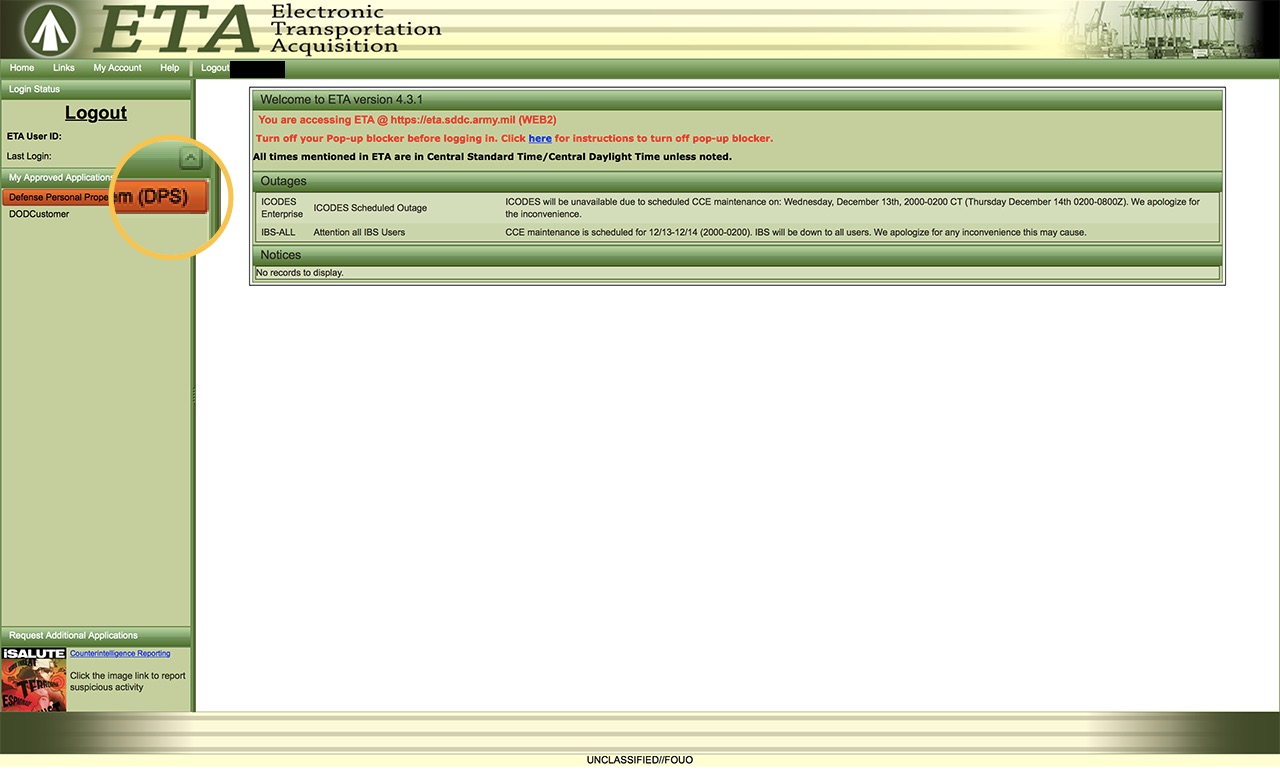 ETA Electronic
Transportation
Acquisition
Home Links My Account Help Logout
Login Status
Logout
ETA User ID:
Last Login:
My Approved Applications
Defense Personal Prope em (DPS)
DODCustomer
Welcome to ETA version 4.3.1
You are accessing ETA @ https://eta.sddc.army.mil (WEB2)
Turn off your Pop-up blocker before logging in. Click here for instructions to turn off pop-up blocker.
All times mentioned in ETA are in Central Standard Time/Central Daylight Time unless noted.
Outages
ICODES Enterprise ICODES Scheduled Outage ICODES will be unavailable due to scheduled CCE maintenance on: Wednesday, December 13th, 2000-0200 CT (Thursday December 14th 0200-0800Z). We apologize for
the inconvenience.
IBS-ALL Attention all IBS Users CCE maintenance is scheduled for 12/13-12/14 (2000-0200). IBS will be down to all users. We apologize for any inconvenience this may cause.
Notices
No records to display.
Request Additional Applications
iSALUTE
Counterintelligence Reporting
Click the image link to report
suspicious activity
UNCLASSIFIED//FOUO